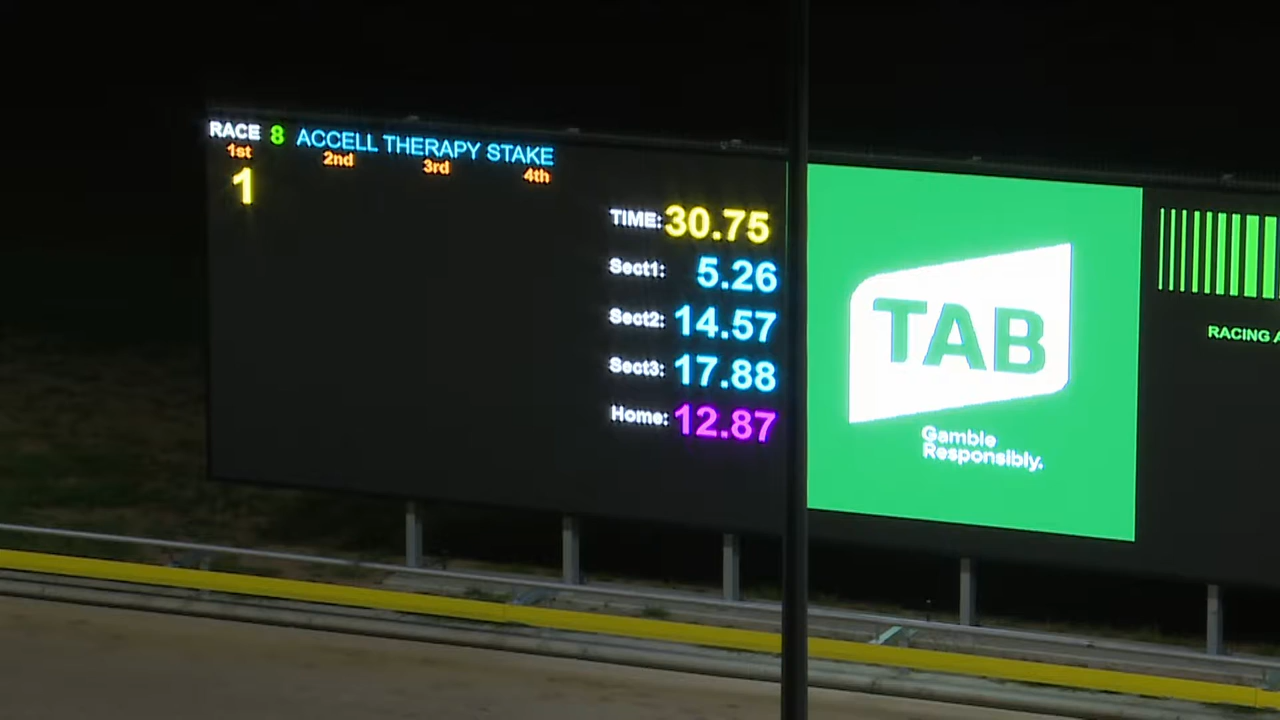 RACE 8 ACCELL THERAPY STAKE
1st 2nd 3rd 4th
1
TIME: 30.75
Sect1: 5.26
Sect2: 14.57
Sect3: 17.88
Home: 12.87
TAB
Gamble
Responsibly.
RACING